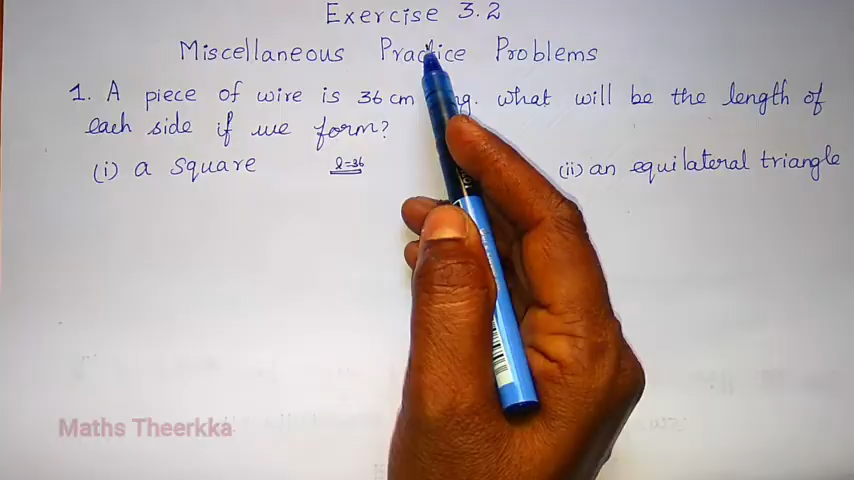 Exercise 3.2
Miscellaneous Practice Problems
1. A piece of wire is 36 cm. what will be the length of
each side if we form?
(i) a square l=36 (ii) an equilateral triangle
Maths Theerkka